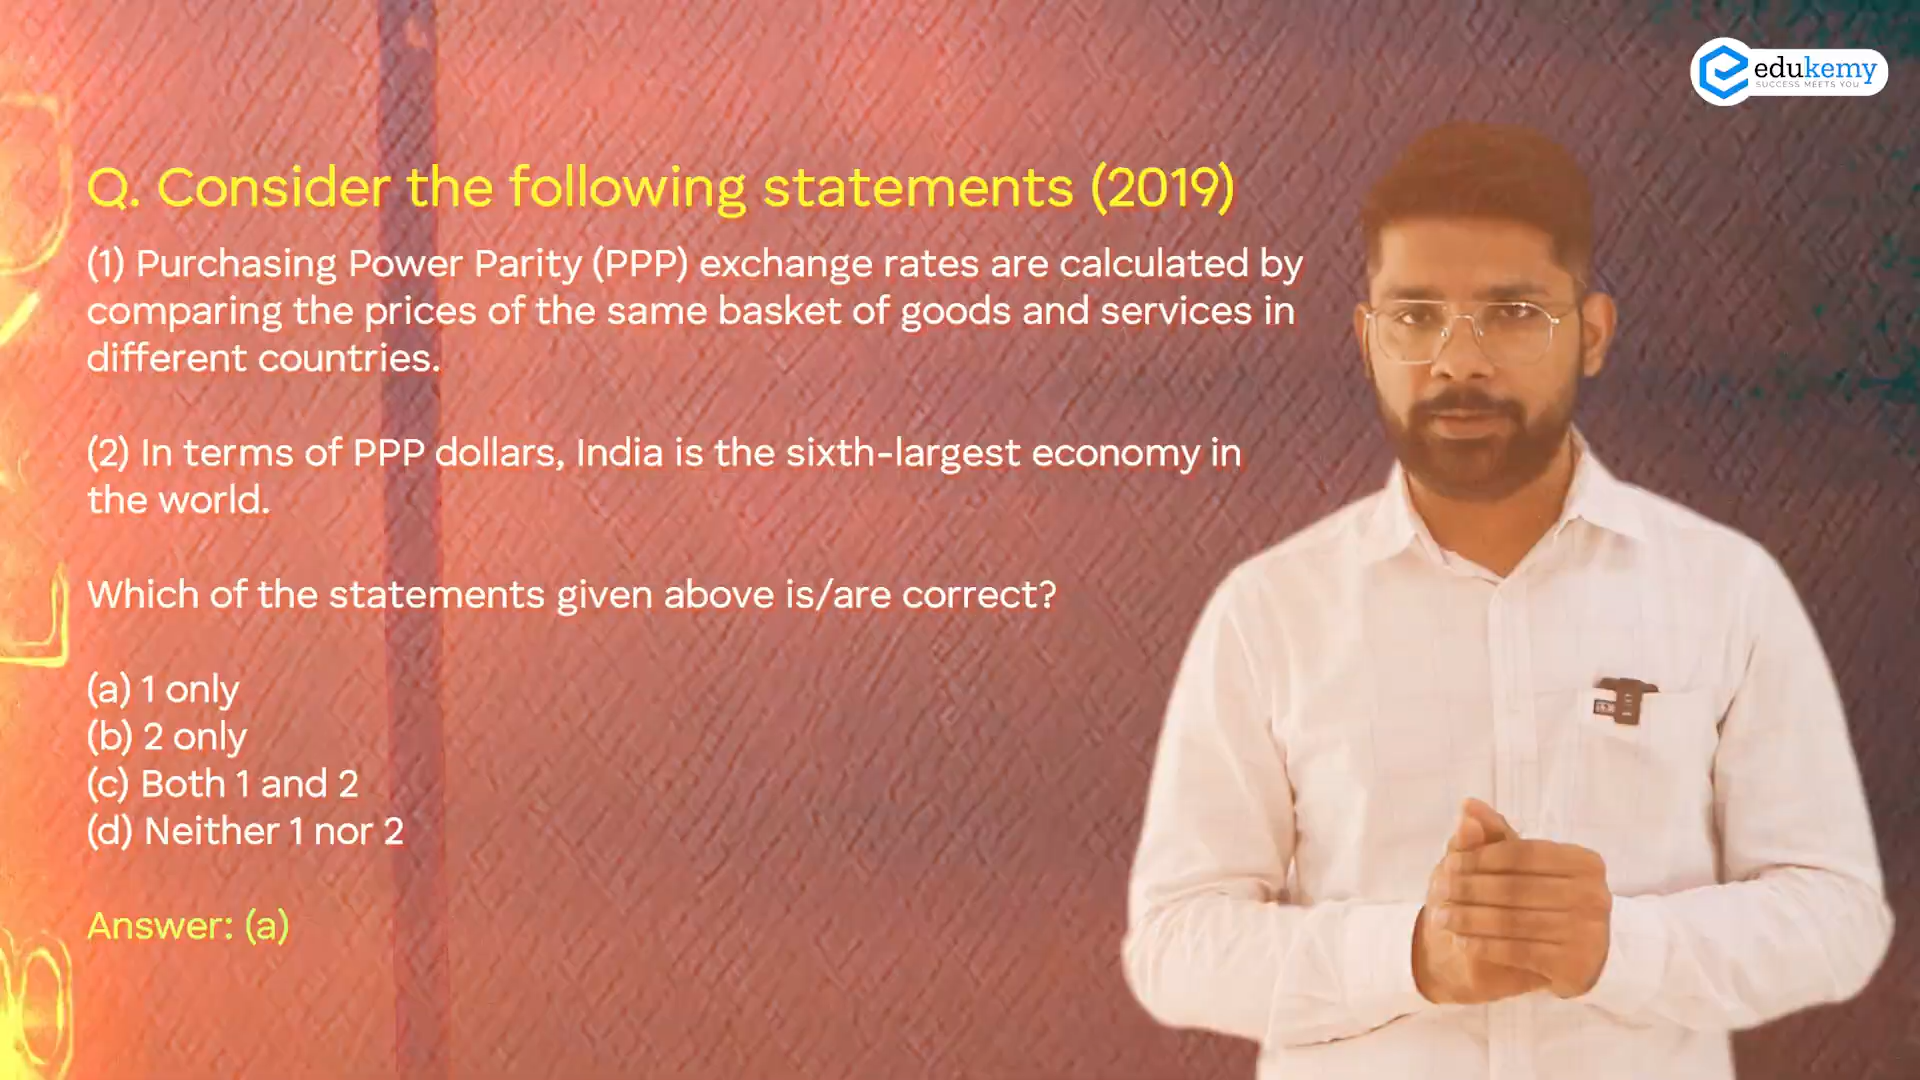 edukemy
SUCCESS MEETS YOU
Q. Consider the following statements (2019)
(1) Purchasing Power Parity (PPP) exchange rates are calculated by
comparing the prices of the same basket of goods and services in
different countries.
(2) In terms of PPP dollars, India is the sixth-largest economy in
the world.
Which of the statements given above is/are correct?
(a) 1 only
(b) 2 only
(c) Both 1 and 2
(d) Neither 1 nor 2
Answer: (a)